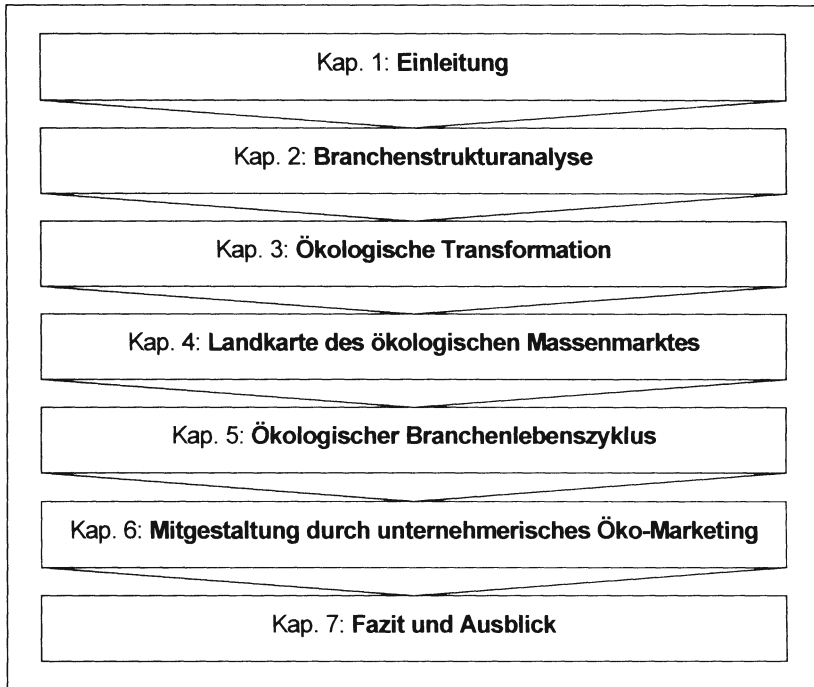 Kap. 1: Einleitung
Kap. 2: Branchenstrukturanalyse
Kap. 3: Ökologische Transformation
Kap. 4: Landkarte des ökologischen Massenmarktes
Kap. 5: Ökologischer Branchenlebenszyklus
Kap. 6: Mitgestaltung durch unternehmerisches Öko-Marketing
Kap. 7: Fazit und Ausblick